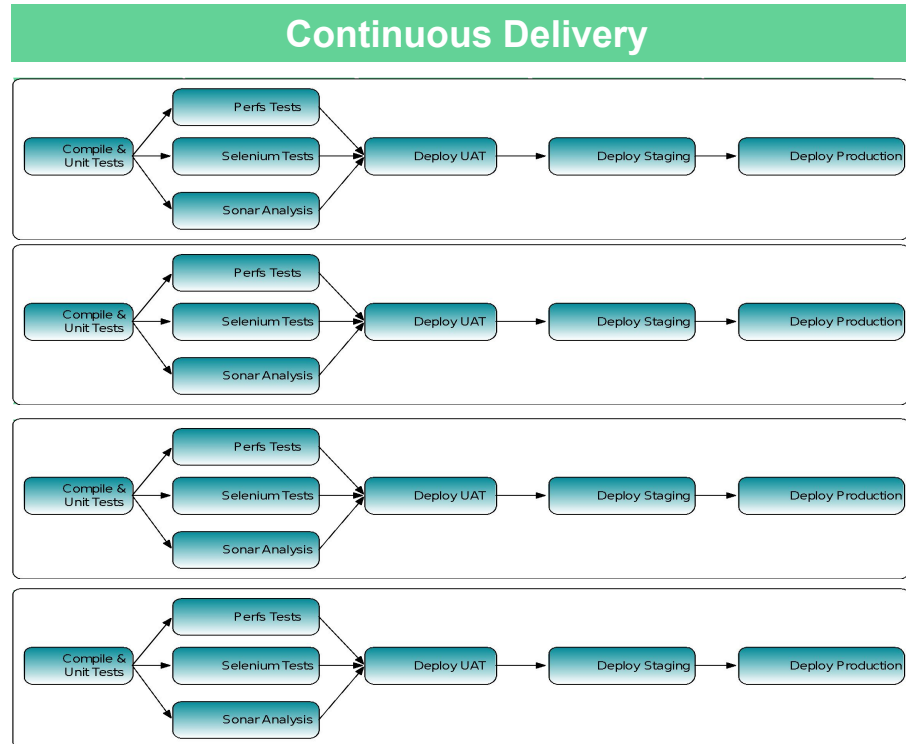 Continuous Delivery
Perfs Tests
Compile &
Unit Tests
Selenium Tests
Deploy UAT
Deploy Staging
Deploy Production
Sonar Analysis
Perfs Tests
Compile &
Unit Tests
Selenium Tests
Deploy UAT
Deploy Staging
Deploy Production
Sonar Analysis
Perfs Tests
Compile &
Unit Tests
Selenium Tests
Deploy UAT
Deploy Staging
Deploy Production
Sonar Analysis
Perfs Tests
Compile &
Unit Tests
Selenium Tests
Deploy UAT
Deploy Staging
Deploy Production
Sonar Analysis